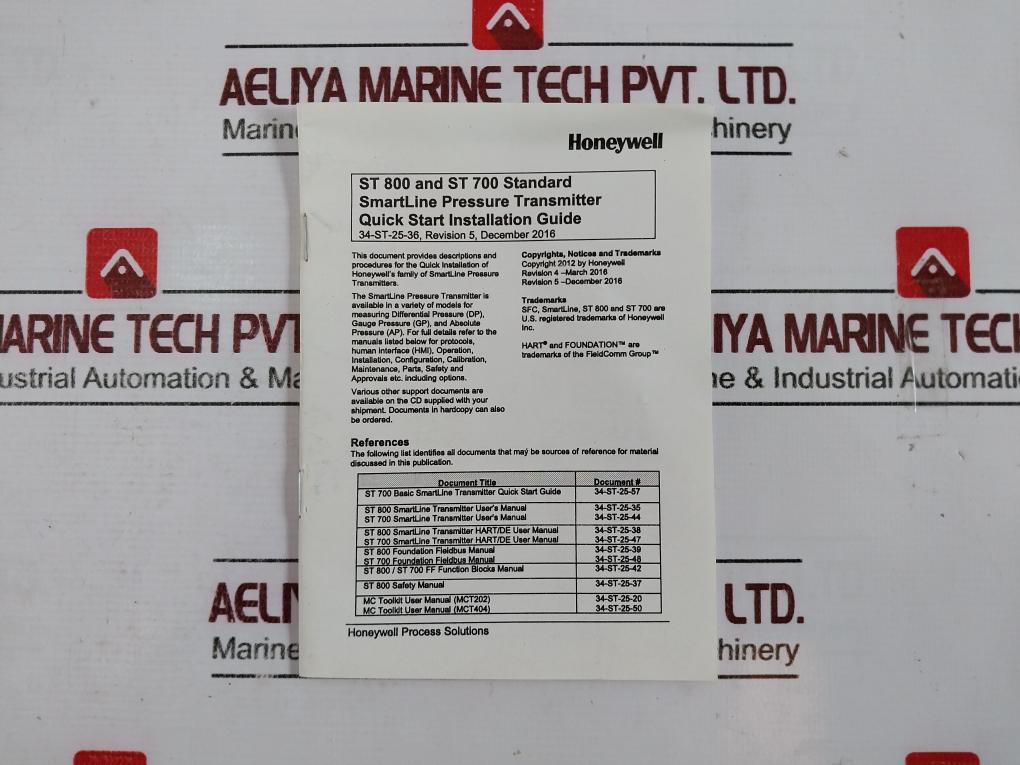 AELIYA MARINE TECH PVT. LTD.
Marin hinery
Honeywell
ST 800 and ST 700 Standard
SmartLine Pressure Transmitter
Quick Start Installation Guide
34-ST-25-36, Revision 5, December 2016
This document provides descriptions and
procedures for the Quick Installation of
Honeywell's family of SmartLine Pressure
Transmitters.
The SmartLine Pressure Transmitter is
available in a variety of models for
measuring Differential Pressure (DP),
Gauge Pressure (GP), and Absolute
Pressure (AP). For full details refer to the
manuals listed below for protocols,
human interface (HMI), Operation,
Installation, Configuration, Calibration,
Maintenance, Parts, Safety and
Approvals etc. including options.
Various other support documents are
available on the CD supplied with your
shipment. Documents in hardcopy can also
be ordered.
Copyrights, Notices and Trademarks
Copyright 2012 by Honeywell
Revision 4 –March 2016
Revision 5 –December 2016
Trademarks
SFC, SmartLine, ST 800 and ST 700 are
U.S. registered trademarks of Honeywell
Inc.
HART® and FOUNDATION™ are
trademarks of the FieldComm Group™
References
The following list identifies all documents that may be sources of reference for material
discussed in this publication.
Document Title Document #
ST 700 Basic SmartLine Transmitter Quick Start Guide 34-ST-25-57
ST 800 SmartLine Transmitter User's Manual 34-ST-25-35
ST 700 SmartLine Transmitter User's Manual 34-ST-25-44
ST 800 SmartLine Transmitter HART/DE User Manual 34-ST-25-38
ST 700 SmartLine Transmitter HART/DE User Manual 34-ST-25-47
ST 800 Foundation Fieldbus Manual 34-ST-25-39
ST 700 Foundation Fieldbus Manual 34-ST-25-48
ST 800 / ST 700 FF Function Blocks Manual 34-ST-25-42
ST 800 Safety Manual 34-ST-25-37
MC Toolkit User Manual (MCT202) 34-ST-25-20
MC Toolkit User Manual (MCT404) 34-ST-25-50
Honeywell Process Solutions
ARINE TECH PVT IYA MARINE TEC
ustrial Automation & Ma ne & Industrial Automati
AELI LTD.
Marine hinery